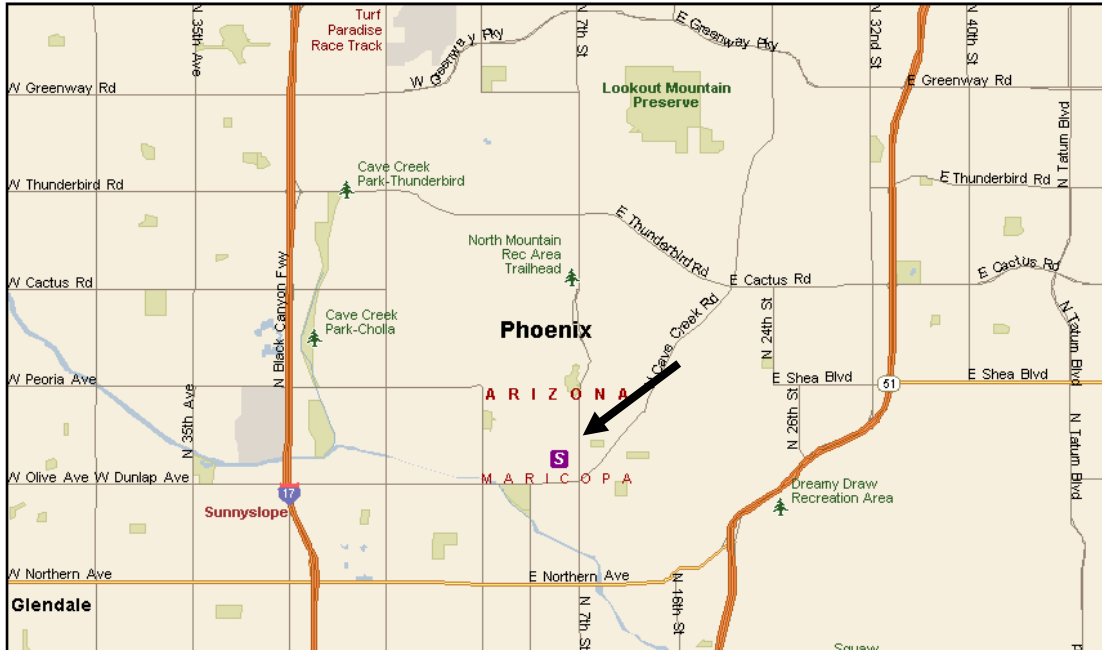 N 35th Ave
Turf
Paradise
Race Track
W Greenway Pky
N 7th St
E Greenway Pky
N 32nd St
N 40th St
W Greenway Rd
Lookout Mountain
Preserve
E Greenway Rd
N Tatum Blvd
W Thunderbird Rd
Cave Creek
Park-Thunderbird
E Thunderbird Rd
E Thunderbird Rd
North Mountain
Rec Area
Trailhead
W Cactus Rd
E Cactus Rd
E Cactus Rd
N Black Canyon Fwy
Cave Creek
Park-Cholla
Phoenix
N Cave Creek Rd
N 24th St
N Tatum Blvd
W Peoria Ave
ARIZONA
E Shea Blvd
51
E Shea Blvd
N 35th Ave
N 26th St
N Tatum Blvd
S
W Olive Ave W Dunlap Ave
MARICOPA
17
Sunnyslope
Dreamy Draw
Recreation Area
W Northern Ave
E Northern Ave
Glendale
N 7th St
N 16th St
Squaw